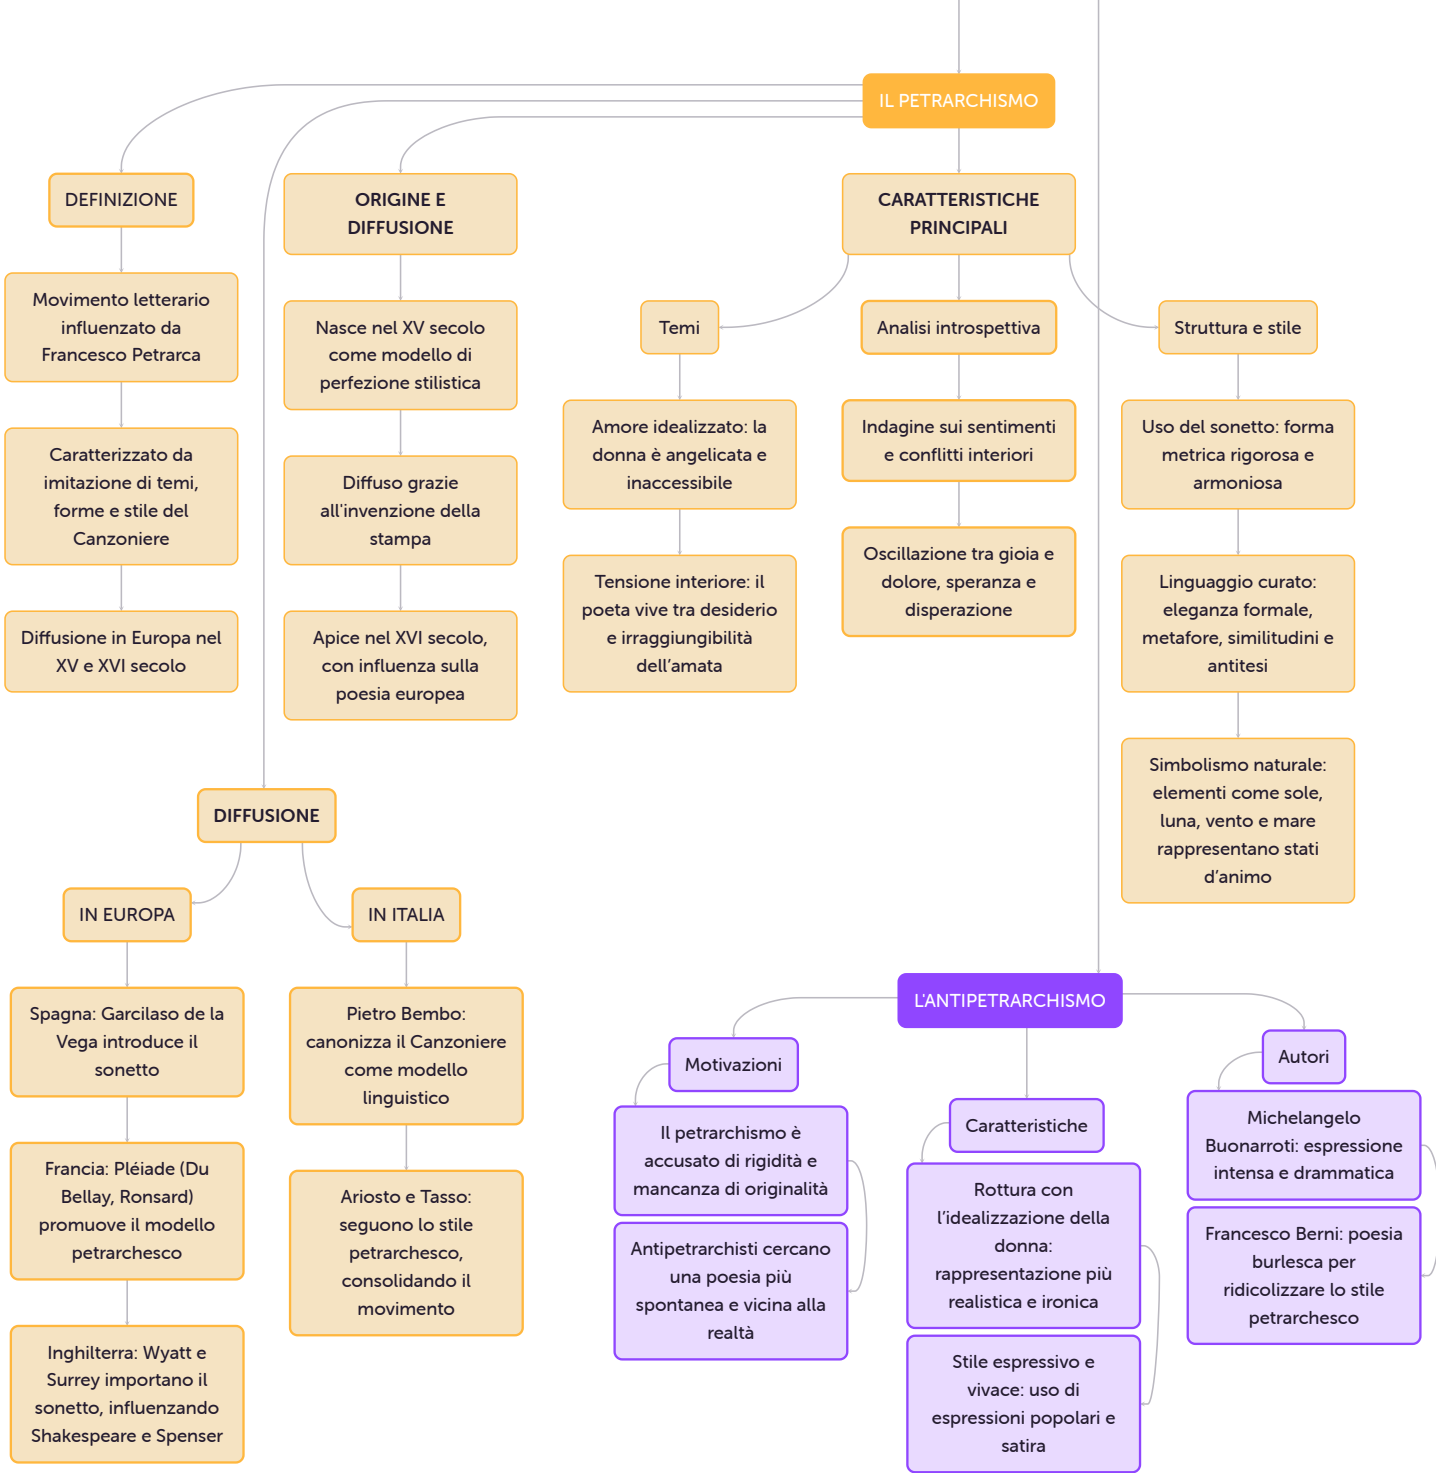 IL PETRARCHISMO
DEFINIZIONE
Movimento letterario
influenzato da
Francesco Petrarca
Caratterizzato da
imitazione di temi,
forme e stile del
Canzoniere
Diffusione in Europa nel
XV e XVI secolo
ORIGINE E
DIFFUSIONE
Nasce nel XV secolo
come modello di
perfezione stilistica
Diffuso grazie
all'invenzione della
stampa
Apice nel XVI secolo,
con influenza sulla
poesia europea
CARATTERISTICHE
PRINCIPALI
Temi
Amore idealizzato: la
donna è angelicata e
inaccessibile
Tensione interiore: il
poeta vive tra desiderio
e irraggiungibilità
dell’amata
Analisi introspettiva
Indagine sui sentimenti
e conflitti interiori
Oscillazione tra gioia e
dolore, speranza e
disperazione
Struttura e stile
Uso del sonetto: forma
metrica rigorosa e
armoniosa
Linguaggio curato:
eleganza formale,
metafore, similitudini e
antitesi
Simbolismo naturale:
elementi come sole,
luna, vento e mare
rappresentano stati
d’animo
DIFFUSIONE
IN EUROPA
Spagna: Garcilaso de la
Vega introduce il
sonetto
Francia: Pléiade (Du
Bellay, Ronsard)
promuove il modello
petrarchesco
Inghilterra: Wyatt e
Surrey importano il
sonetto, influenzando
Shakespeare e Spenser
IN ITALIA
Pietro Bembo:
canonizza il Canzoniere
come modello
linguistico
Ariosto e Tasso:
seguono lo stile
petrarchesco,
consolidando il
movimento
L'ANTIPETRARCHISMO
Motivazioni
Il petrarchismo è
accusato di rigidità e
mancanza di originalità
Antipetrarchisti cercano
una poesia più
spontanea e vicina alla
realtà
Caratteristiche
Rottura con
l’idealizzazione della
donna:
rappresentazione più
realistica e ironica
Stile espressivo e
vivace: uso di
espressioni popolari e
satira
Autori
Michelangelo
Buonarroti: espressione
intensa e drammatica
Francesco Berni: poesia
burlesca per
ridicolizzare lo stile
petrarchesco